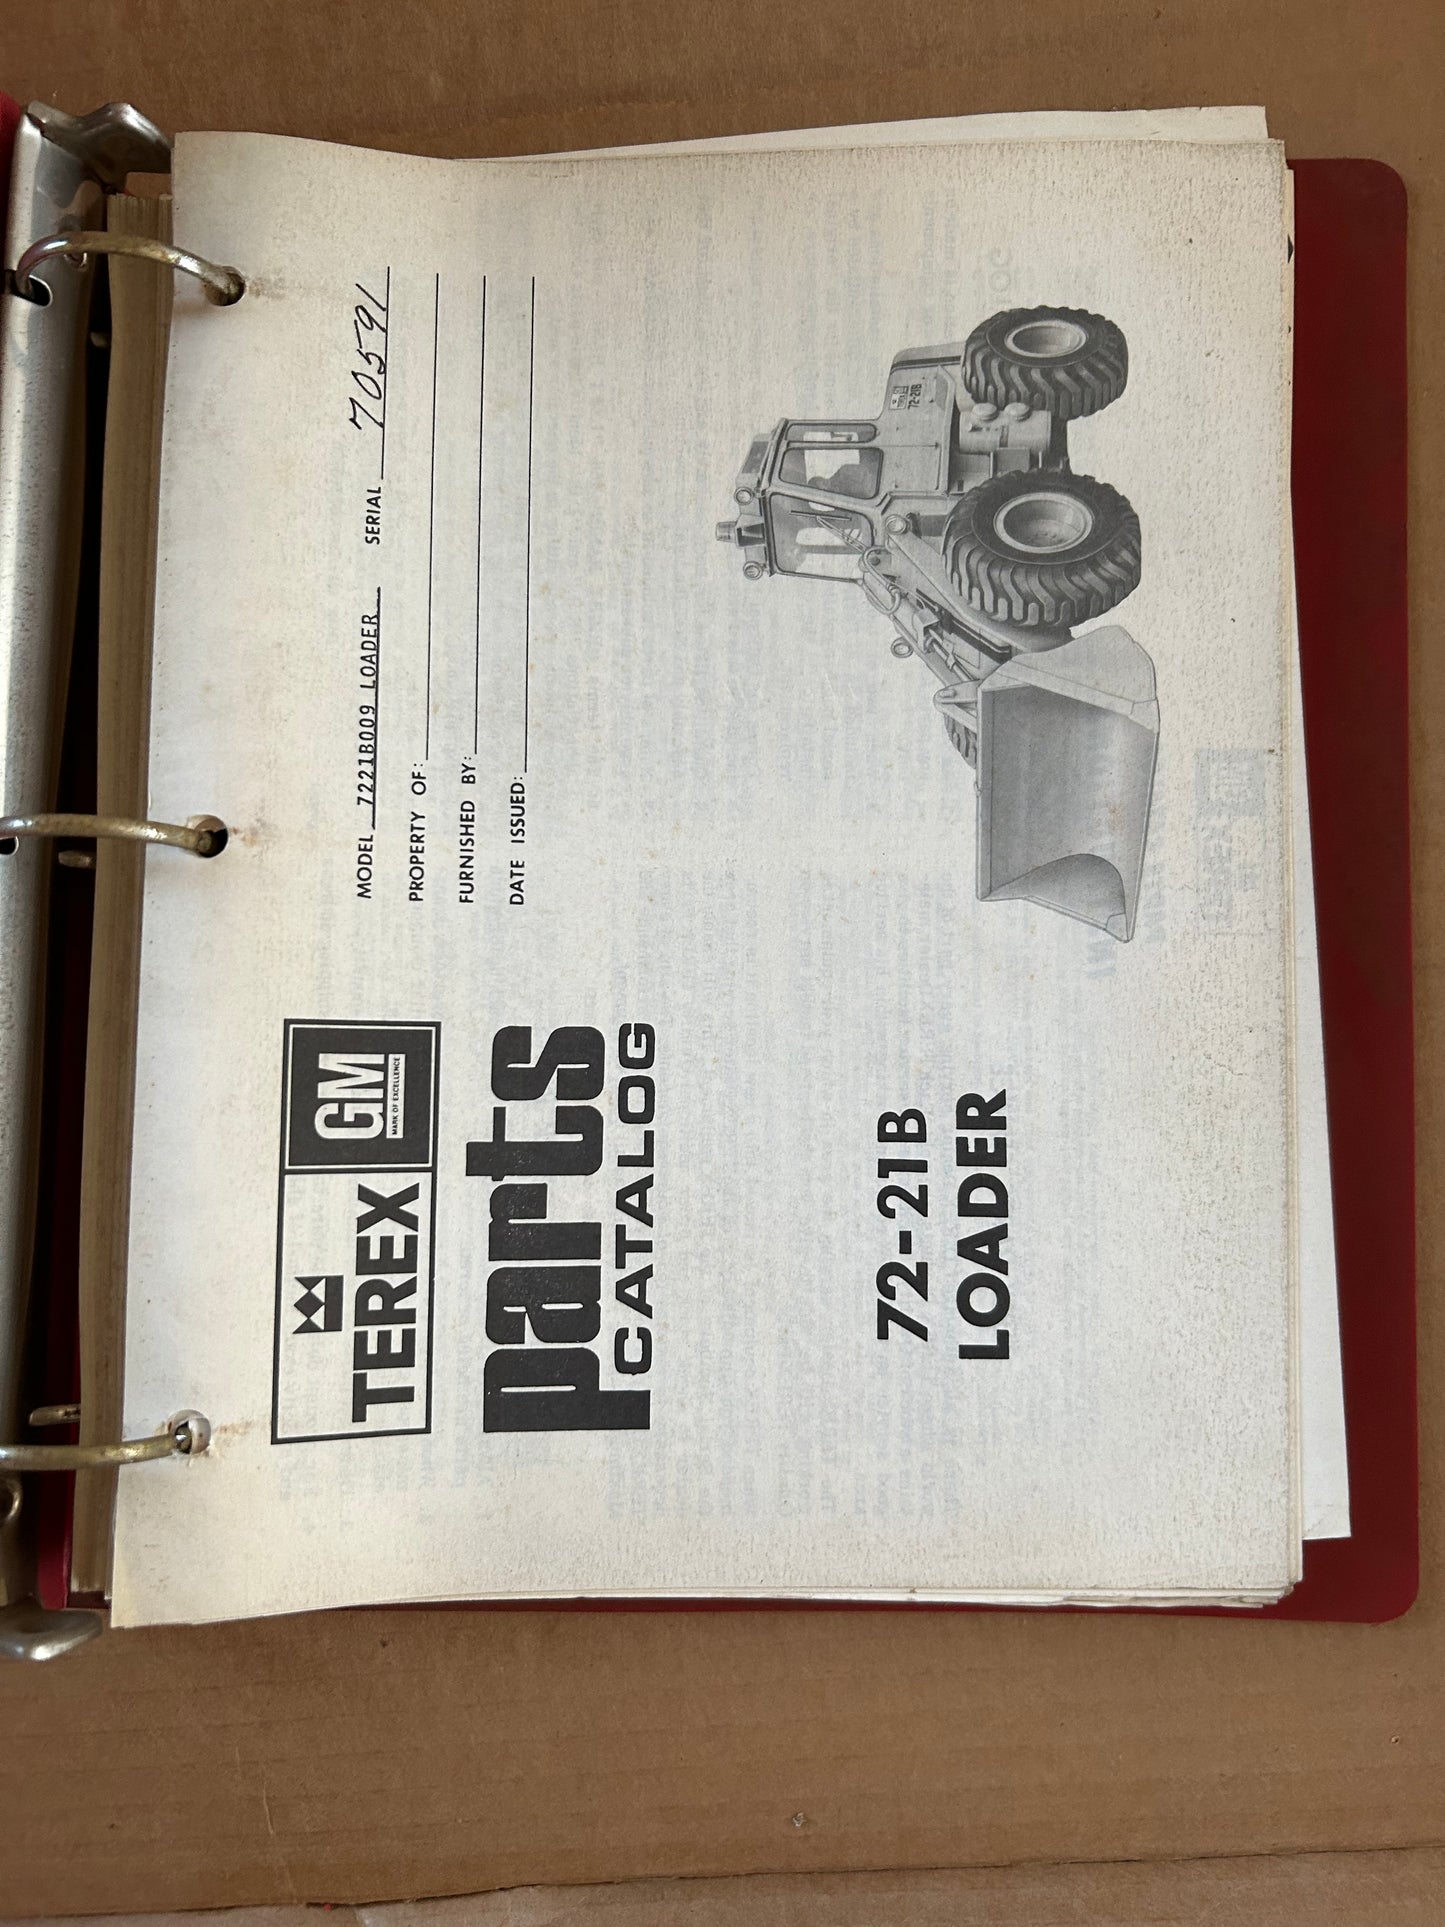 TEREX
GM
MARK OF EXCELLENCE
parts
CATALOG
MODEL 7221B009 LOADER SERIAL 70591
PROPERTY OF:
FURNISHED BY:
DATE ISSUED:
72-21B
LOADER
72-21B